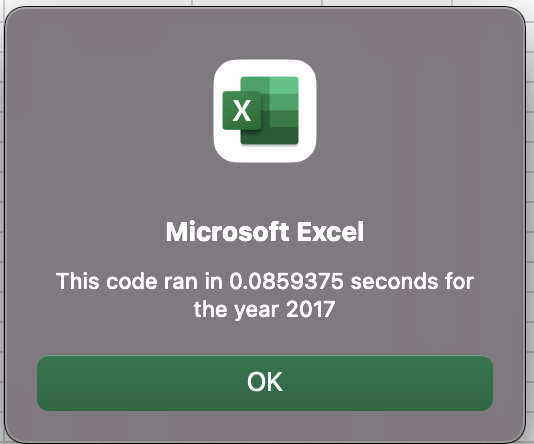 X
Microsoft Excel
This code ran in 0.0859375 seconds for
the year 2017
OK